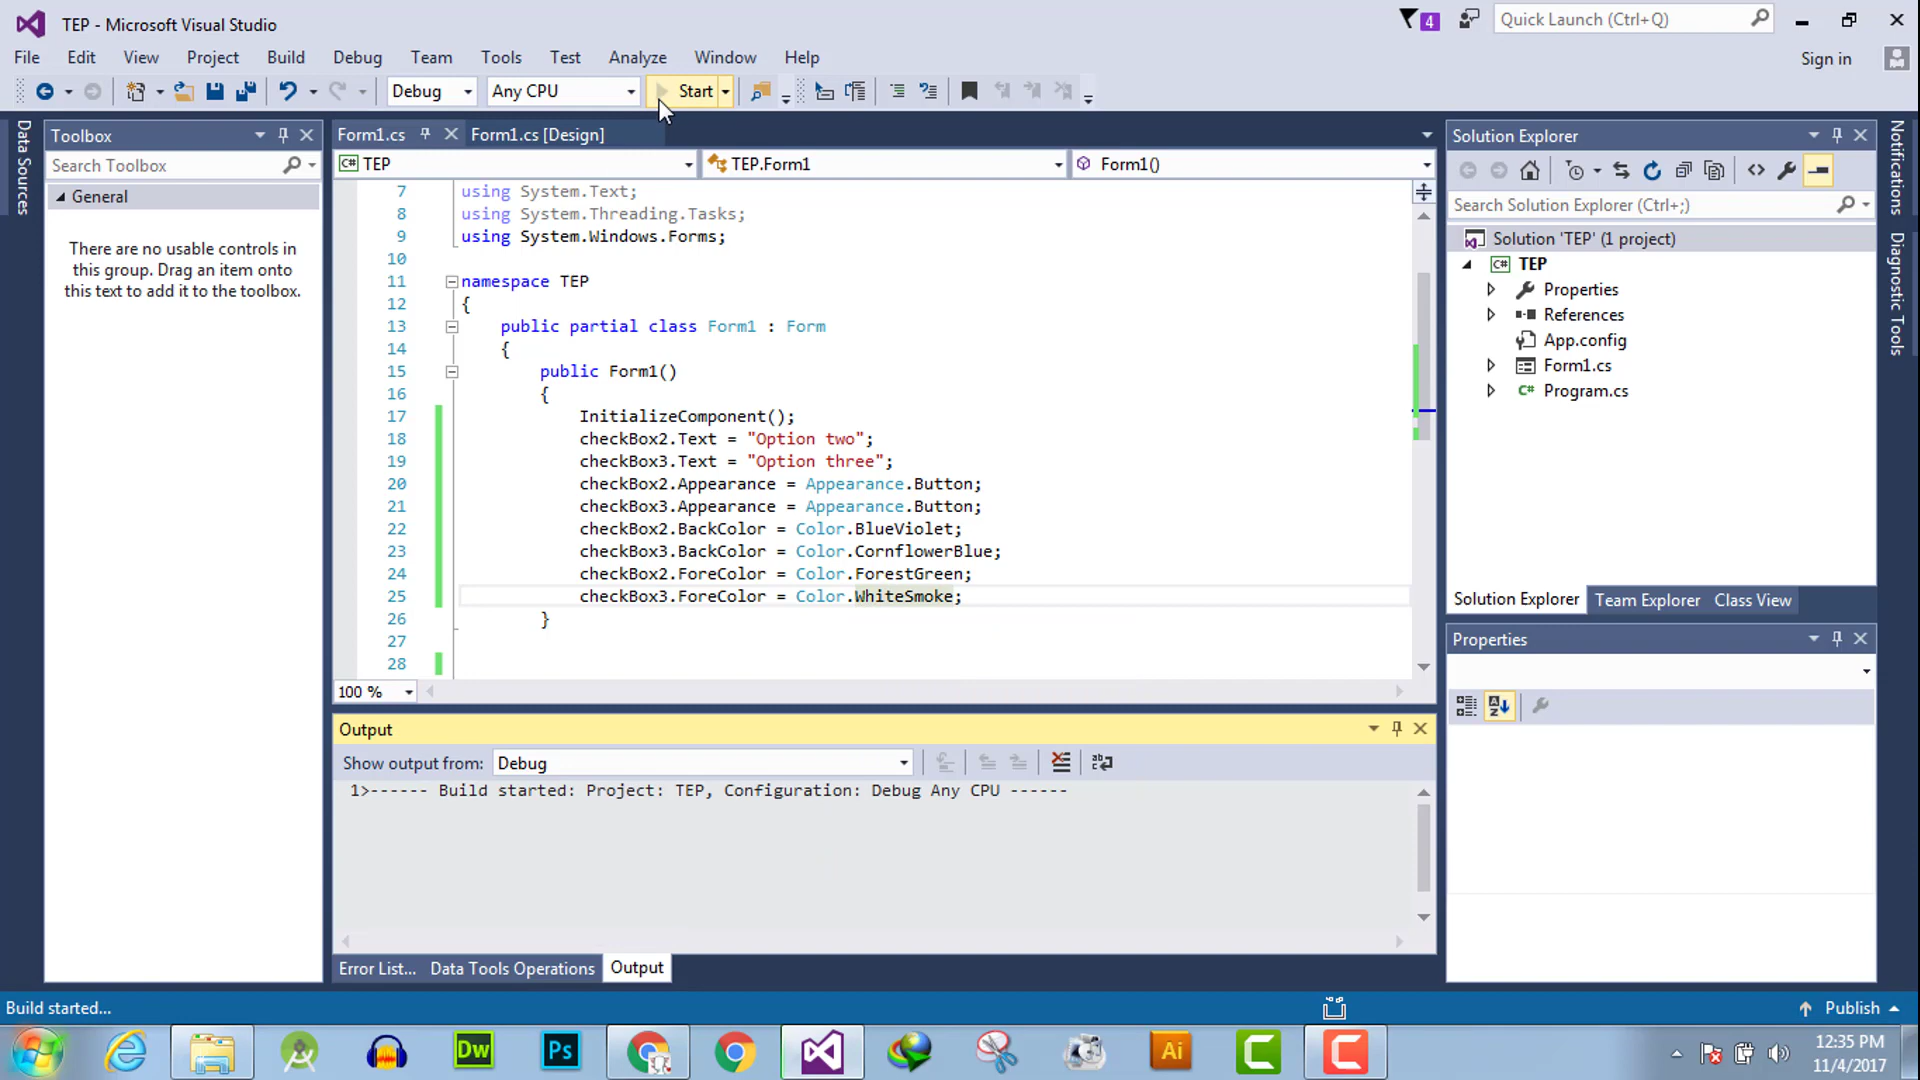 TEP - Microsoft Visual Studio
4
Quick Launch (Ctrl+Q)
File Edit View Project Build Debug Team Tools Test Analyze Window Help
Sign in
Debug
Any CPU
Start
Data Sources
Toolbox
Search Toolbox
General
There are no usable controls in
this group. Drag an item onto
this text to add it to the toolbox.
Form1.cs
Form1.cs [Design]
TEP
TEP.Form1
Form1()
7 using System.Text;
8 using System.Threading.Tasks;
9 using System.Windows.Forms;
10
11 namespace TEP
12 {
13 public partial class Form1 : Form
14 {
15 public Form1()
16 {
17 InitializeComponent();
18 checkBox2.Text = "Option two";
19 checkBox3.Text = "Option three";
20 checkBox2.Appearance = Appearance.Button;
21 checkBox3.Appearance = Appearance.Button;
22 checkBox2.BackColor = Color.BlueViolet;
23 checkBox3.BackColor = Color.CornflowerBlue;
24 checkBox2.ForeColor = Color.ForestGreen;
25 checkBox3.ForeColor = Color.WhiteSmoke;
26 }
27
28
100 %
Output
Show output from: Debug
1>------ Build started: Project: TEP, Configuration: Debug Any CPU ------
Error List...
Data Tools Operations
Output
Solution Explorer
Search Solution Explorer (Ctrl+;)
Solution 'TEP' (1 project)
C# TEP
Properties
References
App.config
Form1.cs
C# Program.cs
Solution Explorer
Team Explorer
Class View
Properties
Notifications
Diagnostic Tools
Build started...
Publish
Dw
Ps
Ai
12:35 PM
11/4/2017